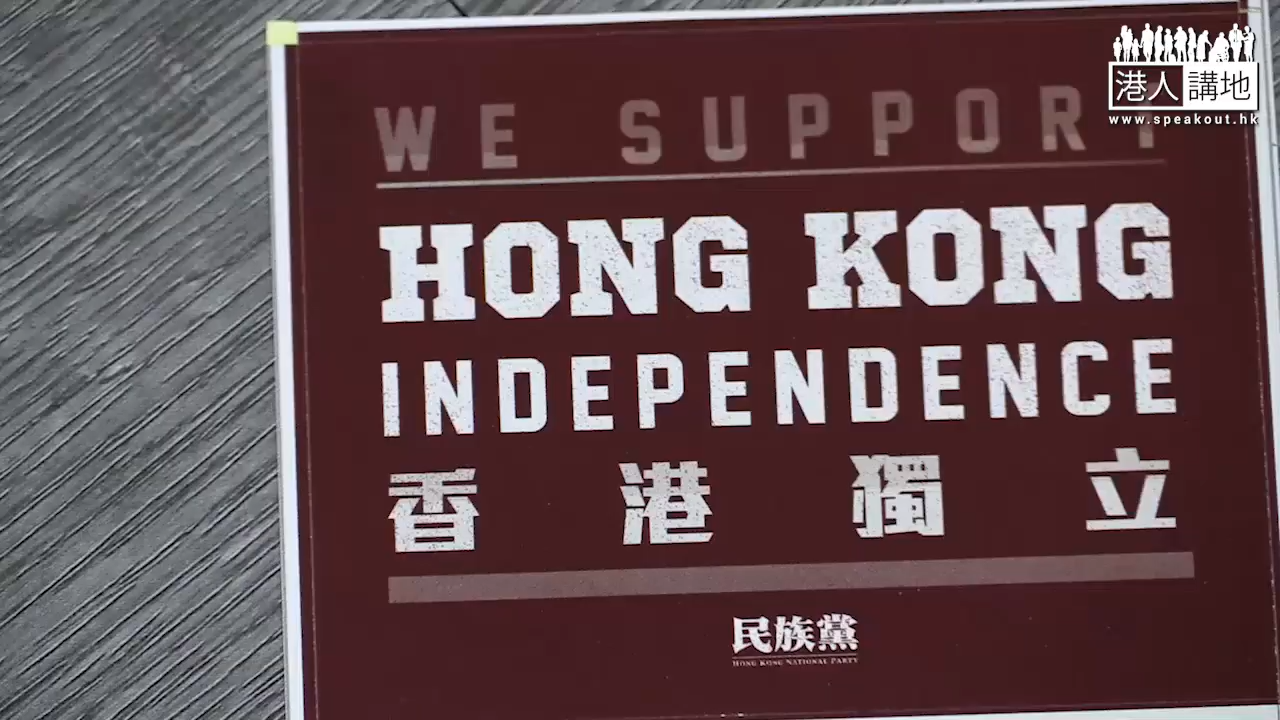 港人講地
www.speakout.hk
WE SUPPORT
HONG KONG
INDEPENDENCE
香港獨立
民族黨
HONG KONG NATIONAL PARTY